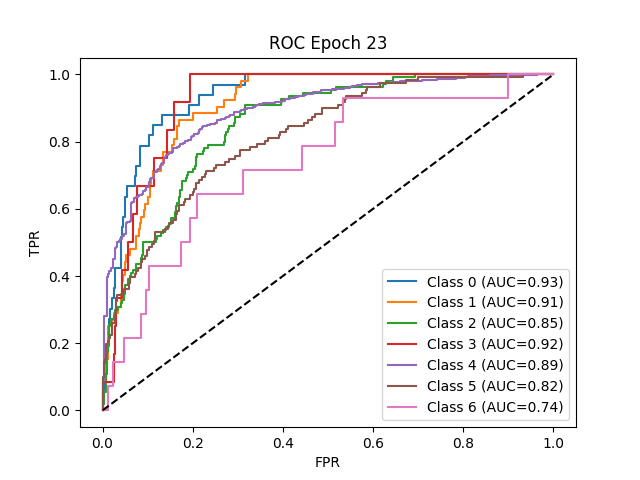 ROC Epoch 23
TPR
1.0
0.8
0.6
0.4
0.2
0.0
Class 0 (AUC=0.93)
Class 1 (AUC=0.91)
Class 2 (AUC=0.85)
Class 3 (AUC=0.92)
Class 4 (AUC=0.89)
Class 5 (AUC=0.82)
Class 6 (AUC=0.74)
0.0 0.2 0.4 0.6 0.8 1.0
FPR